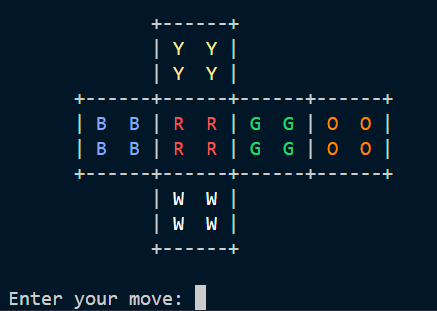 +------+
| Y  Y |
| Y  Y |
+------+------+------+------+
| B  B | R  R | G  G | O  O |
| B  B | R  R | G  G | O  O |
+------+------+------+------+
| W  W |
| W  W |
+------+
Enter your move: